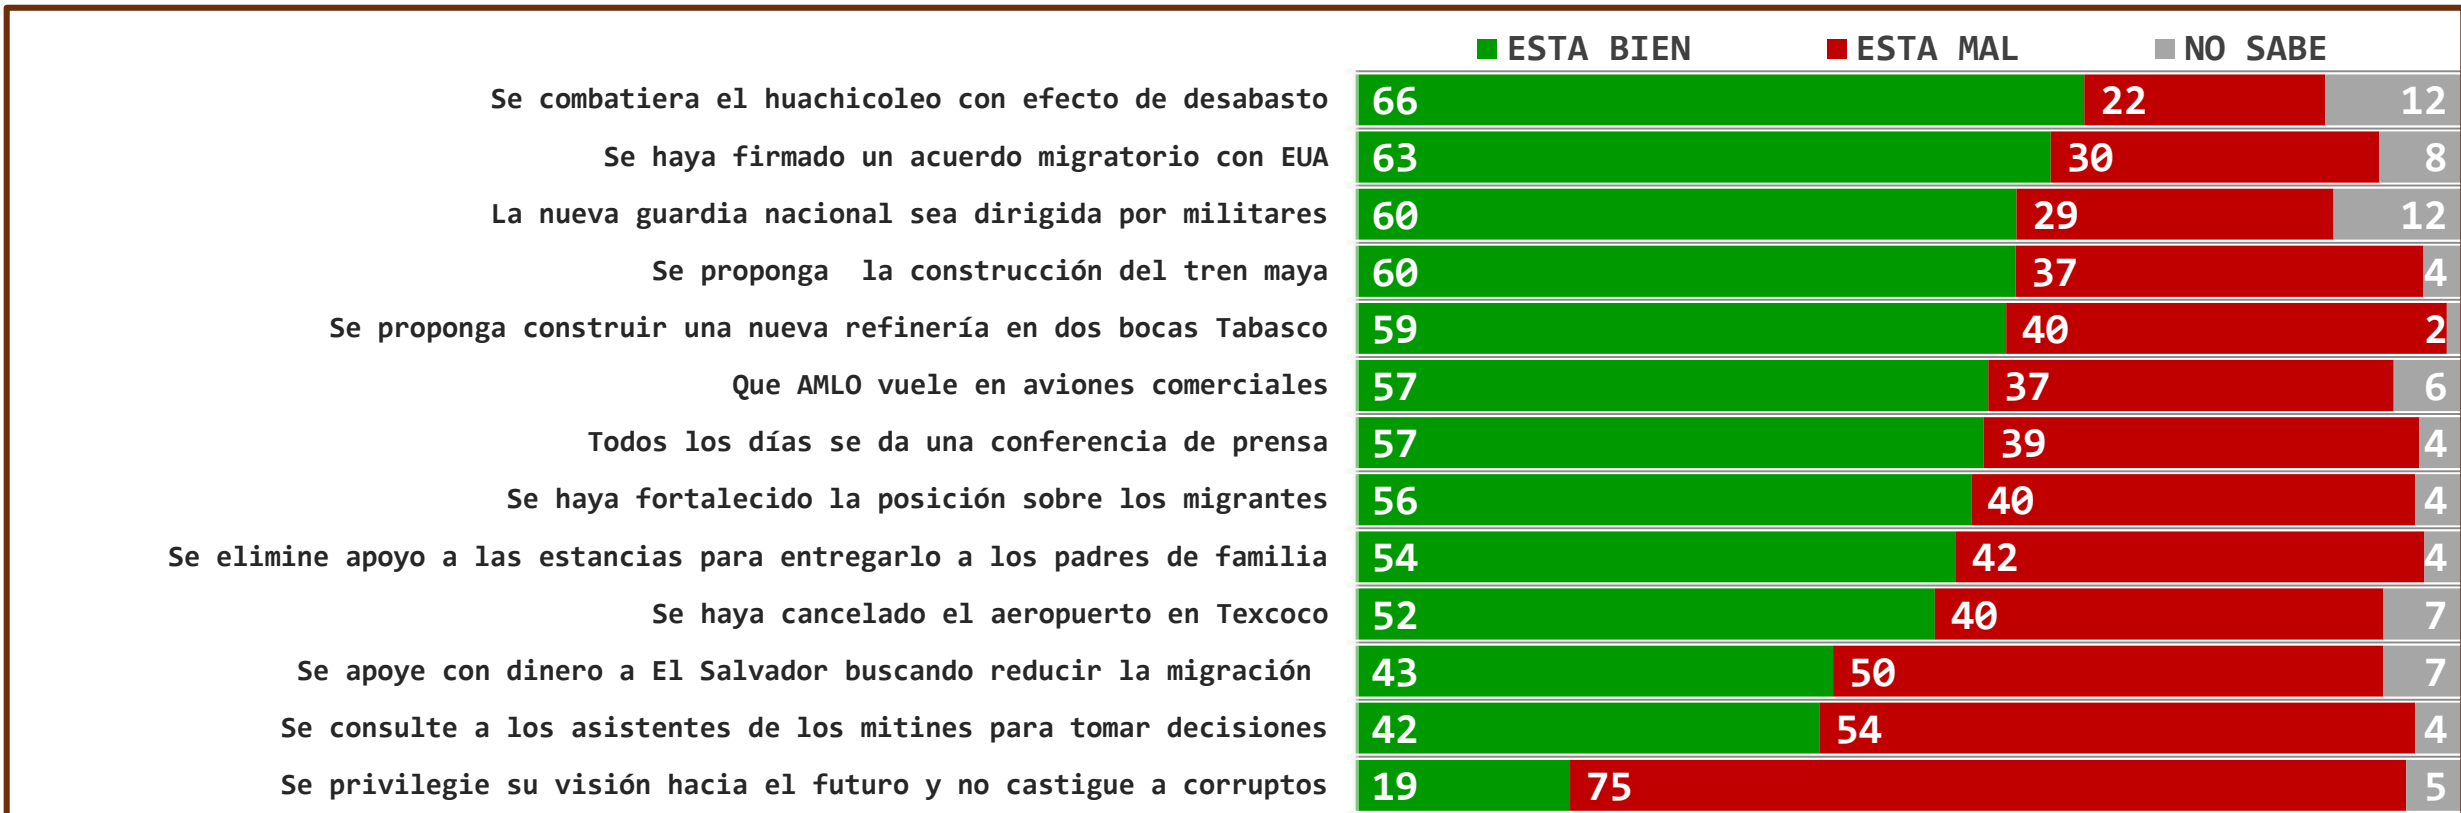 ESTA BIEN ESTA MAL NO SABE
Se combatiera el huachicoleo con efecto de desabasto 66 22 12
Se haya firmado un acuerdo migratorio con EUA 63 30 8
La nueva guardia nacional sea dirigida por militares 60 29 12
Se proponga la construcción del tren maya 60 37 4
Se proponga construir una nueva refinería en dos bocas Tabasco 59 40 2
Que AMLO vuele en aviones comerciales 57 37 6
Todos los días se da una conferencia de prensa 57 39 4
Se haya fortalecido la posición sobre los migrantes 56 40 4
Se elimine apoyo a las estancias para entregarlo a los padres de familia 54 42 4
Se haya cancelado el aeropuerto en Texcoco 52 40 7
Se apoye con dinero a El Salvador buscando reducir la migración 43 50 7
Se consulte a los asistentes de los mitines para tomar decisiones 42 54 4
Se privilegie su visión hacia el futuro y no castigue a corruptos 19 75 5